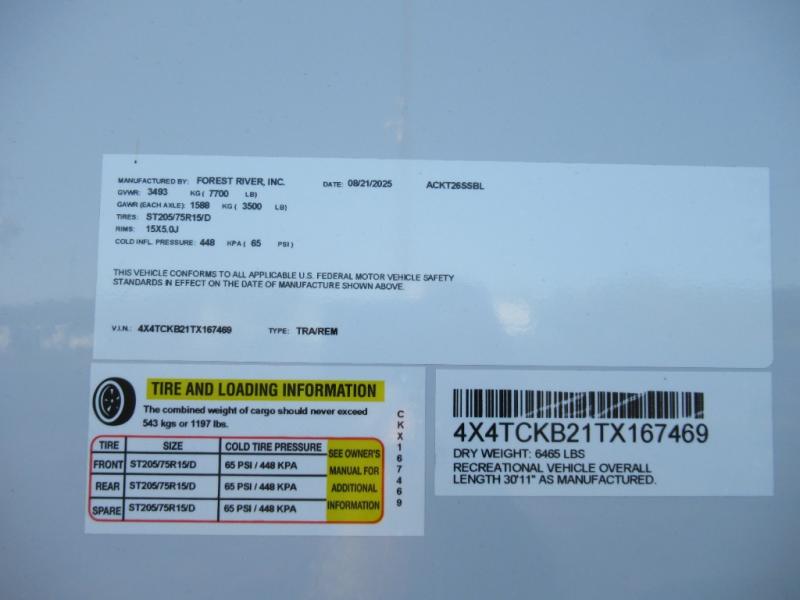 MANUFACTURED BY: FOREST RIVER, INC. DATE: 08/21/2025 ACKT26SSBL
GVWR: 3493 KG ( 7700 LB)
GAWR (EACH AXLE): 1588 KG ( 3500 LB)
TIRES: ST205/75R15/D
RIMS: 15X5.0J
COLD INFL. PRESSURE: 448 KPA ( 65 PSI )
THIS VEHICLE CONFORMS TO ALL APPLICABLE U.S. FEDERAL MOTOR VEHICLE SAFETY
STANDARDS IN EFFECT ON THE DATE OF MANUFACTURE SHOWN ABOVE.
V.I.N.: 4X4TCKB21TX167469 TYPE: TRA/REM
TIRE AND LOADING INFORMATION
The combined weight of cargo should never exceed
543 kgs or 1197 lbs.
TIRE SIZE COLD TIRE PRESSURE
FRONT ST205/75R15/D 65 PSI / 448 KPA
REAR ST205/75R15/D 65 PSI / 448 KPA
SPARE ST205/75R15/D 65 PSI / 448 KPA
SEE OWNER'S
MANUAL FOR
ADDITIONAL
INFORMATION
CKX167469
4X4TCKB21TX167469
DRY WEIGHT: 6465 LBS
RECREATIONAL VEHICLE OVERALL
LENGTH 30'11" AS MANUFACTURED.